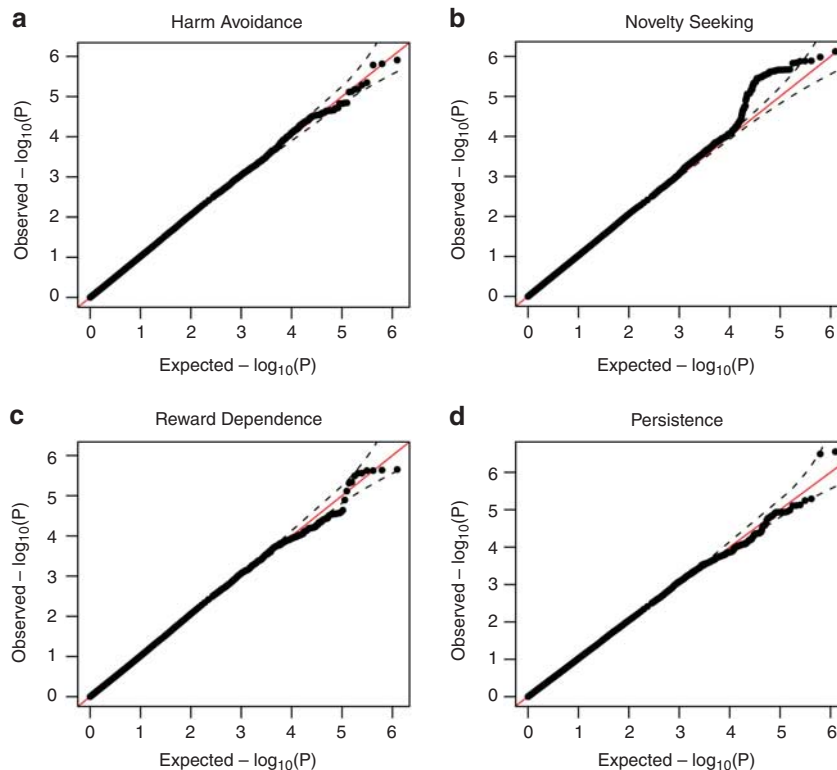 a
Harm Avoidance
6
5
4
3
2
1
0
Observed – log10(P)
0 1 2 3 4 5 6
Expected – log10(P)
b
Novelty Seeking
6
5
4
3
2
1
0
Observed – log10(P)
0 1 2 3 4 5 6
Expected – log10(P)
c
Reward Dependence
6
5
4
3
2
1
0
Observed – log10(P)
0 1 2 3 4 5 6
Expected – log10(P)
d
Persistence
6
5
4
3
2
1
0
Observed – log10(P)
0 1 2 3 4 5 6
Expected – log10(P)